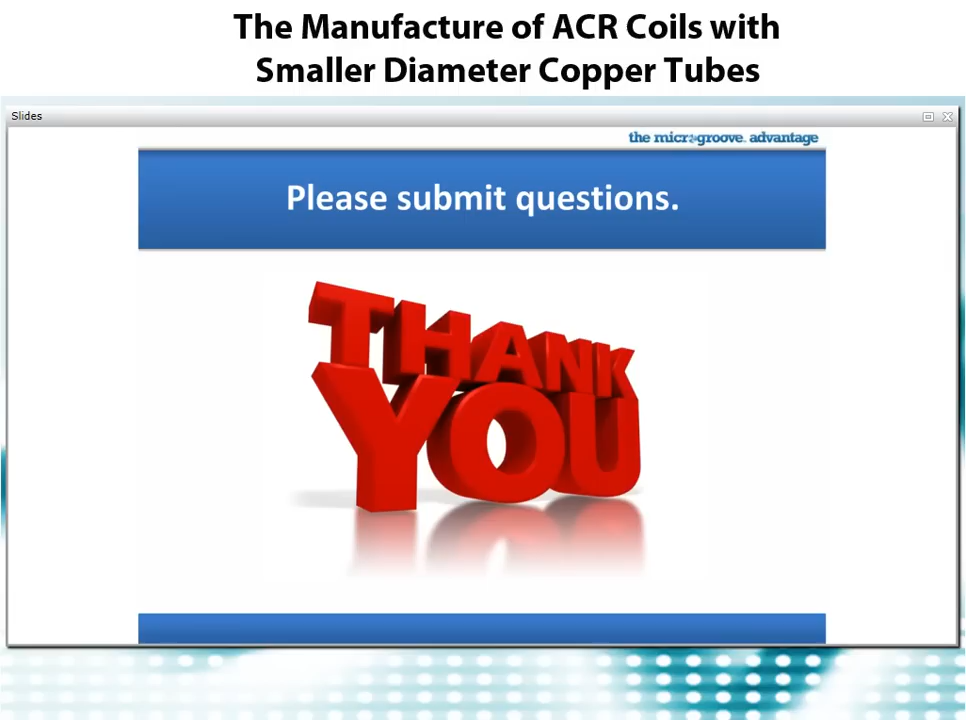 The Manufacture of ACR Coils with
Smaller Diameter Copper Tubes
Slides
the microgroove advantage
Please submit questions.
THANK
YOU